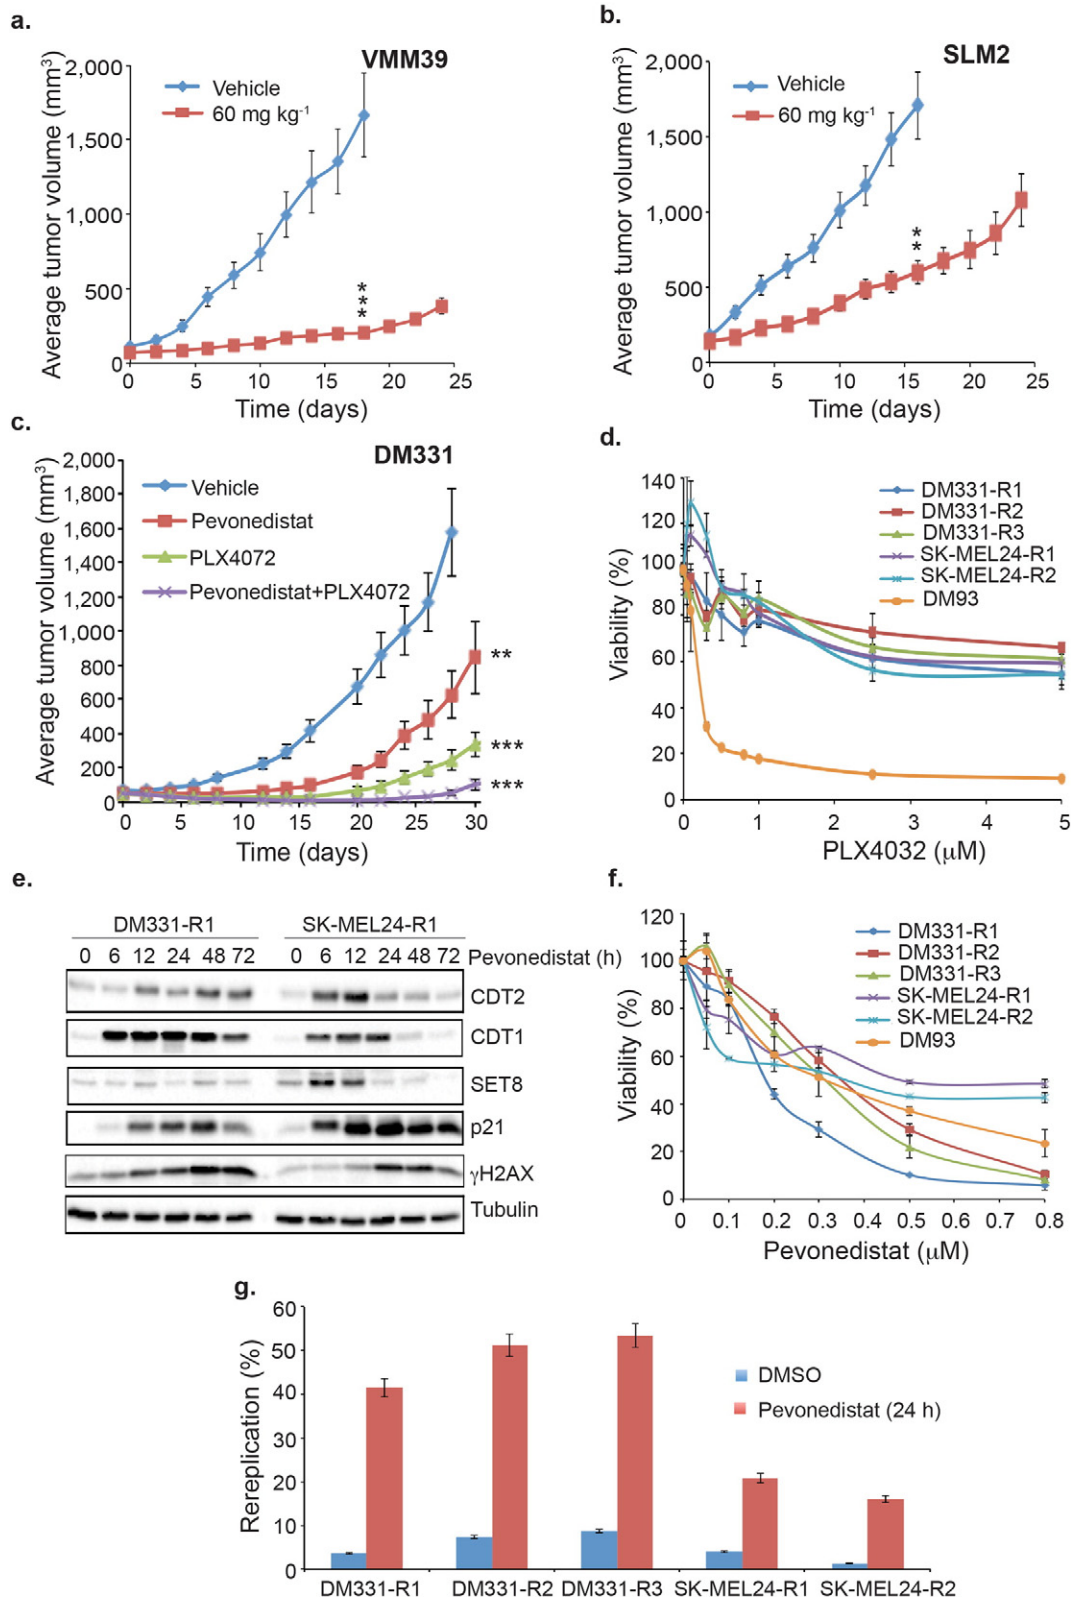 a.
VMM39
Average tumor volume (mm³)
2,000
1,500
1,000
500
0
Vehicle
60 mg kg⁻¹
***
0 5 10 15 20 25
Time (days)
b.
SLM2
Average tumor volume (mm³)
2,000
1,500
1,000
500
0
Vehicle
60 mg kg⁻¹
**
0 5 10 15 20 25
Time (days)
c.
DM331
Average tumor volume (mm³)
2,000
1,800
1,600
1,400
1,200
1,000
800
600
400
200
0
Vehicle
Pevonedistat
PLX4072
Pevonedistat+PLX4072
**
***
***
0 5 10 15 20 25 30
Time (days)
d.
Viability (%)
140
120
100
80
60
40
20
0
DM331-R1
DM331-R2
DM331-R3
SK-MEL24-R1
SK-MEL24-R2
DM93
0 1 2 3 4 5
PLX4032 (μM)
e.
DM331-R1 SK-MEL24-R1
0 6 12 24 48 72 0 6 12 24 48 72 Pevonedistat (h)
CDT2
CDT1
SET8
p21
γH2AX
Tubulin
f.
Viability (%)
120
100
80
60
40
20
0
DM331-R1
DM331-R2
DM331-R3
SK-MEL24-R1
SK-MEL24-R2
DM93
0 0.1 0.2 0.3 0.4 0.5 0.6 0.7 0.8
Pevonedistat (μM)
g.
Rereplication (%)
60
50
40
30
20
10
0
DMSO
Pevonedistat (24 h)
DM331-R1 DM331-R2 DM331-R3 SK-MEL24-R1 SK-MEL24-R2